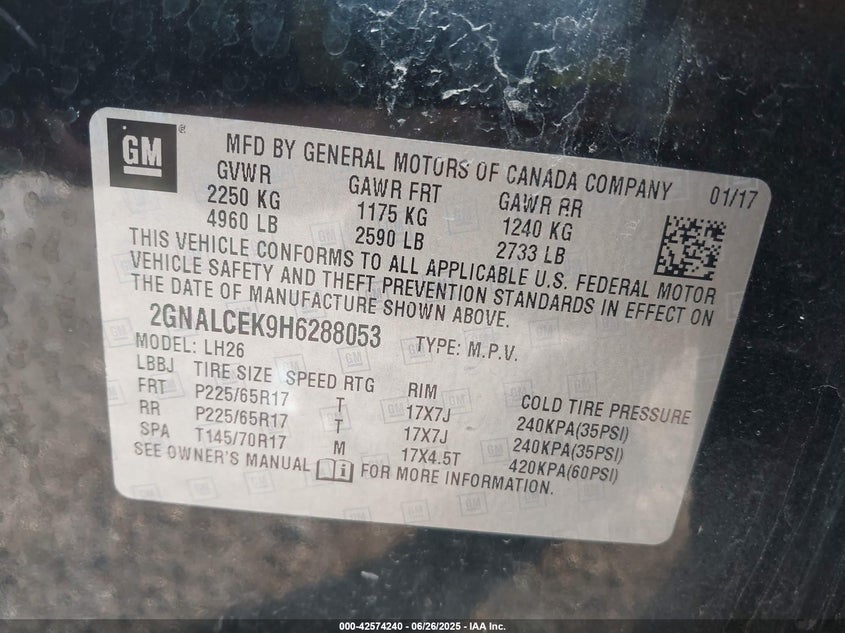 GM ® MFD BY GENERAL MOTORS OF CANADA COMPANY 01/17
GVWR GAWR FRT GAWR RR
2250 KG 1175 KG 1240 KG
4960 LB 2590 LB 2733 LB
THIS VEHICLE CONFORMS TO ALL APPLICABLE U.S. FEDERAL MOTOR
VEHICLE SAFETY AND THEFT PREVENTION STANDARDS IN EFFECT ON
THE DATE OF MANUFACTURE SHOWN ABOVE.
2GNALCEK9H6288053 TYPE: M.P.V.
MODEL: LH26
LBBJ TIRE SIZE SPEED RTG RIM COLD TIRE PRESSURE
FRT P225/65R17 T 17X7J 240KPA(35PSI)
RR P225/65R17 T 17X7J 240KPA(35PSI)
SPA T145/70R17 M 17X4.5T 420KPA(60PSI)
SEE OWNER'S MANUAL FOR MORE INFORMATION.
000-42574240 - 06/26/2025 - IAA Inc.